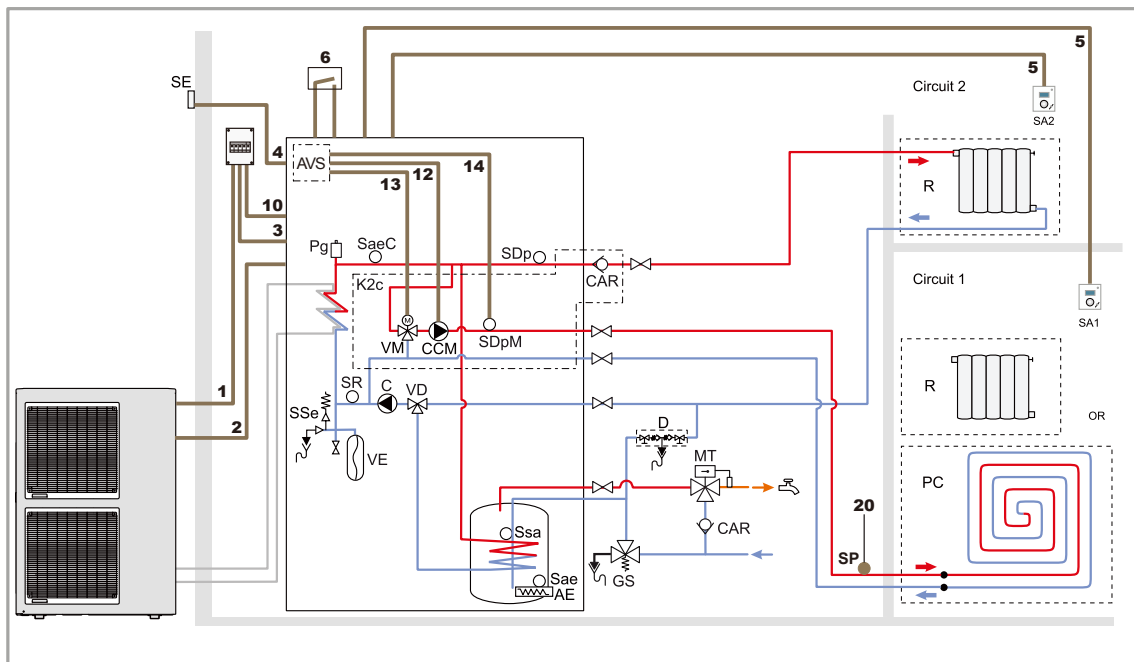 6
5
5
SE
Circuit 2
SA2
4
AVS
12
14
13
R
10
3
Pg
SaeC
SDp
CAR
K2c
Circuit 1
SA1
M
VM
CCM
SDpM
R
1
SR
C
VD
SSe
D
OR
2
VE
MT
PC
20
Ssa
CAR
SP
Sae
AE
GS